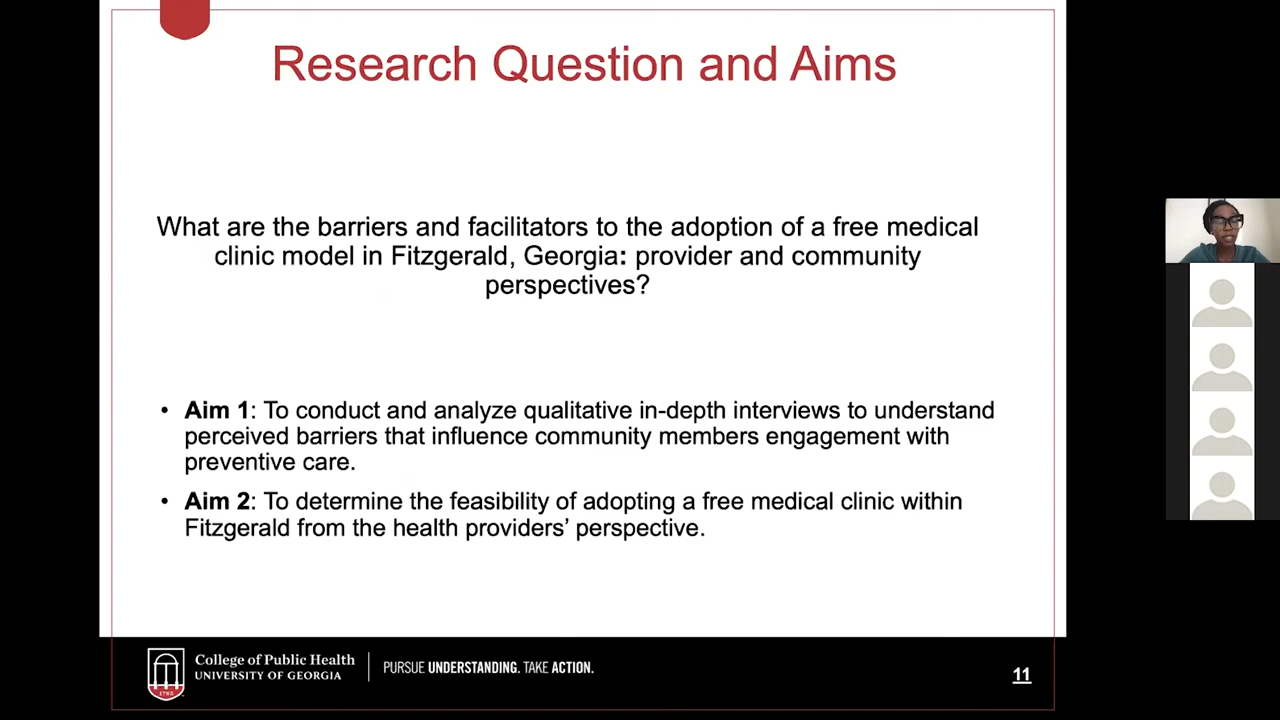 Research Question and Aims
What are the barriers and facilitators to the adoption of a free medical
clinic model in Fitzgerald, Georgia: provider and community
perspectives?
• Aim 1: To conduct and analyze qualitative in-depth interviews to understand
perceived barriers that influence community members engagement with
preventive care.
• Aim 2: To determine the feasibility of adopting a free medical clinic within
Fitzgerald from the health providers’ perspective.
1785
College of Public Health
UNIVERSITY OF GEORGIA
PURSUE UNDERSTANDING. TAKE ACTION.
11